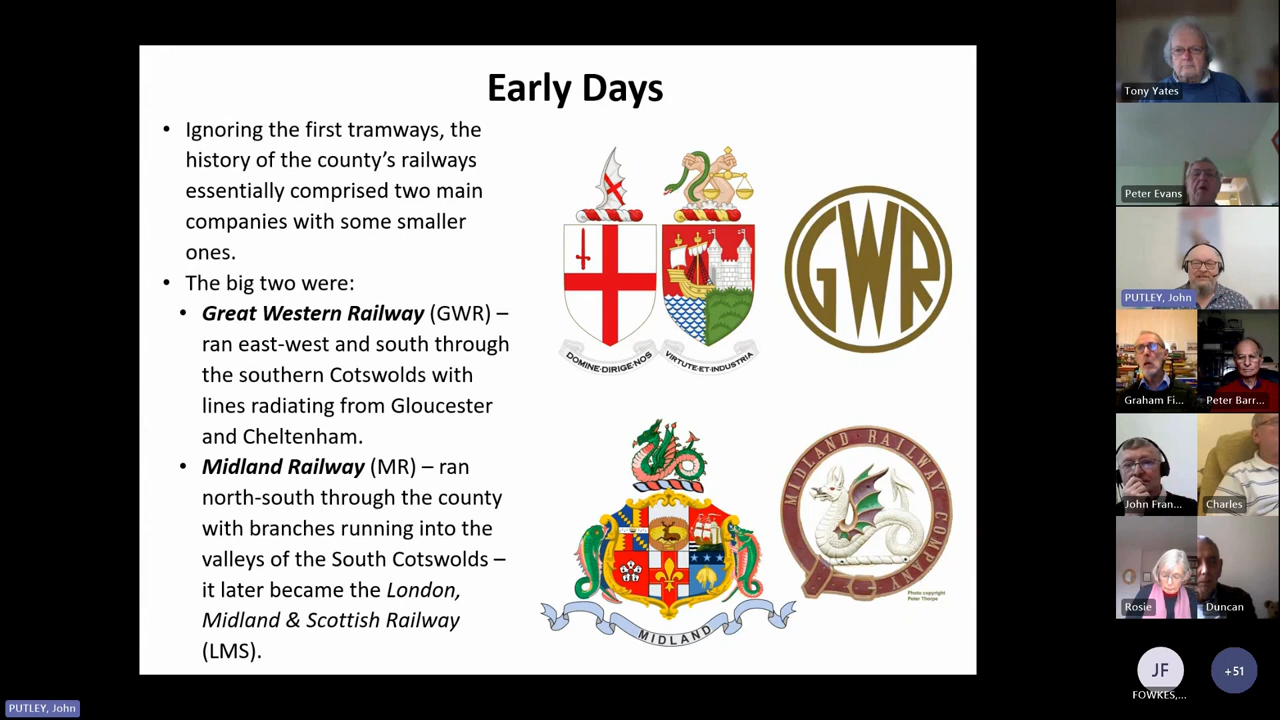 Early Days
• Ignoring the first tramways, the
history of the county's railways
essentially comprised two main
companies with some smaller
ones.
• The big two were:
• Great Western Railway (GWR) –
ran east-west and south through
the southern Cotswolds with
lines radiating from Gloucester
and Cheltenham.
• Midland Railway (MR) – ran
north-south through the county
with branches running into the
valleys of the South Cotswolds –
it later became the London,
Midland & Scottish Railway
(LMS).
DOMINE·DIRIGE·NOS
VIRTUTE·ET·INDUSTRIA
GWR
MIDLAND
MIDLAND RAILWAY COMPANY
Photo copyright
Peter Thorpe
Tony Yates
Peter Evans
PUTLEY, John
Graham Fi...
Peter Barr...
John Fran...
Charles
Rosie
Duncan
JF
+51
FOWKES,...
PUTLEY, John